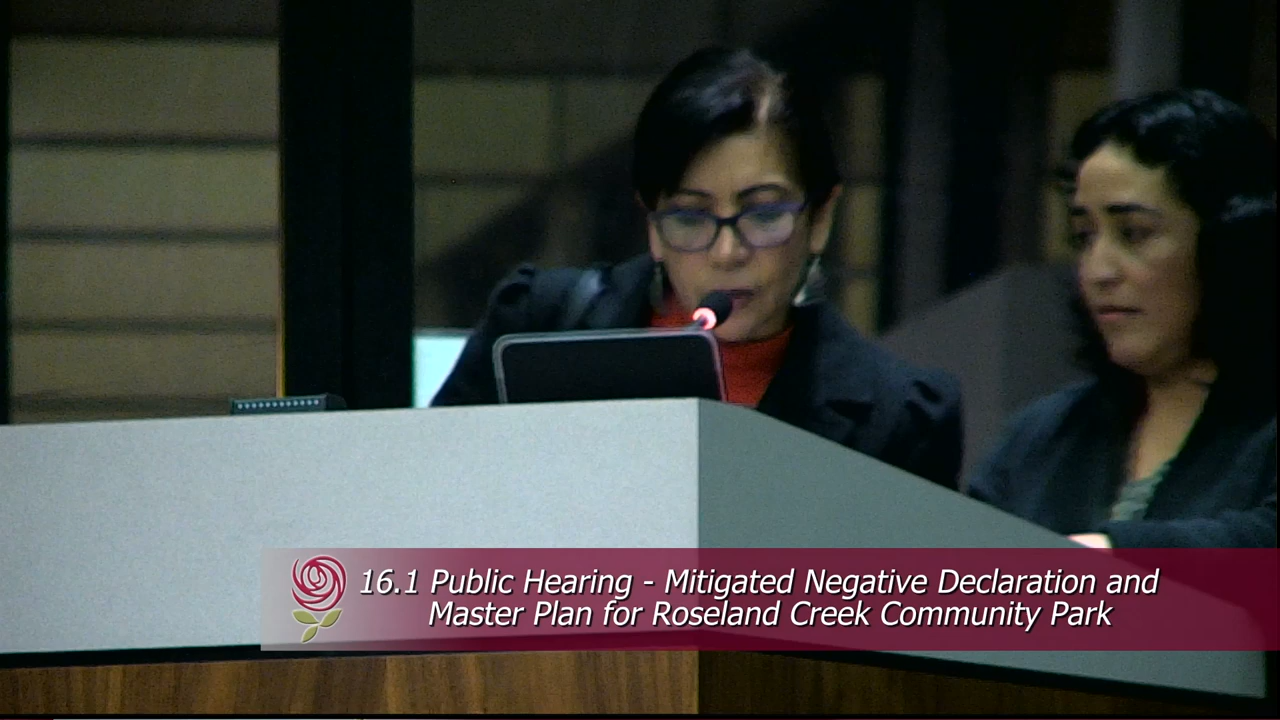 16.1 Public Hearing - Mitigated Negative Declaration and
Master Plan for Roseland Creek Community Park